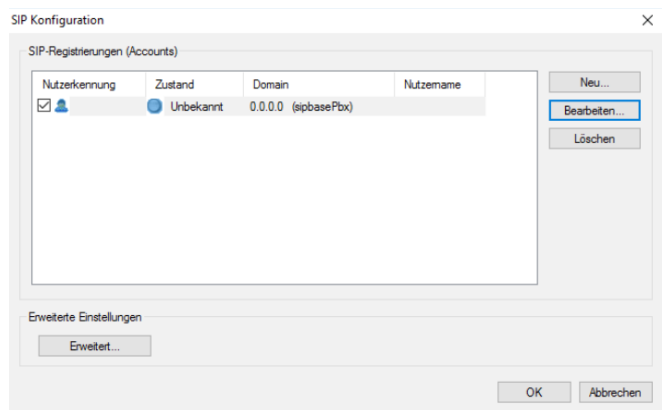 SIP Konfiguration
SIP-Registrierungen (Accounts)
Nutzerkennung Zustand Domain Nutzername
Unbekannt 0.0.0.0 (sipbasePbx)
Neu...
Bearbeiten...
Löschen
Erweiterte Einstellungen
Erweitert...
OK Abbrechen